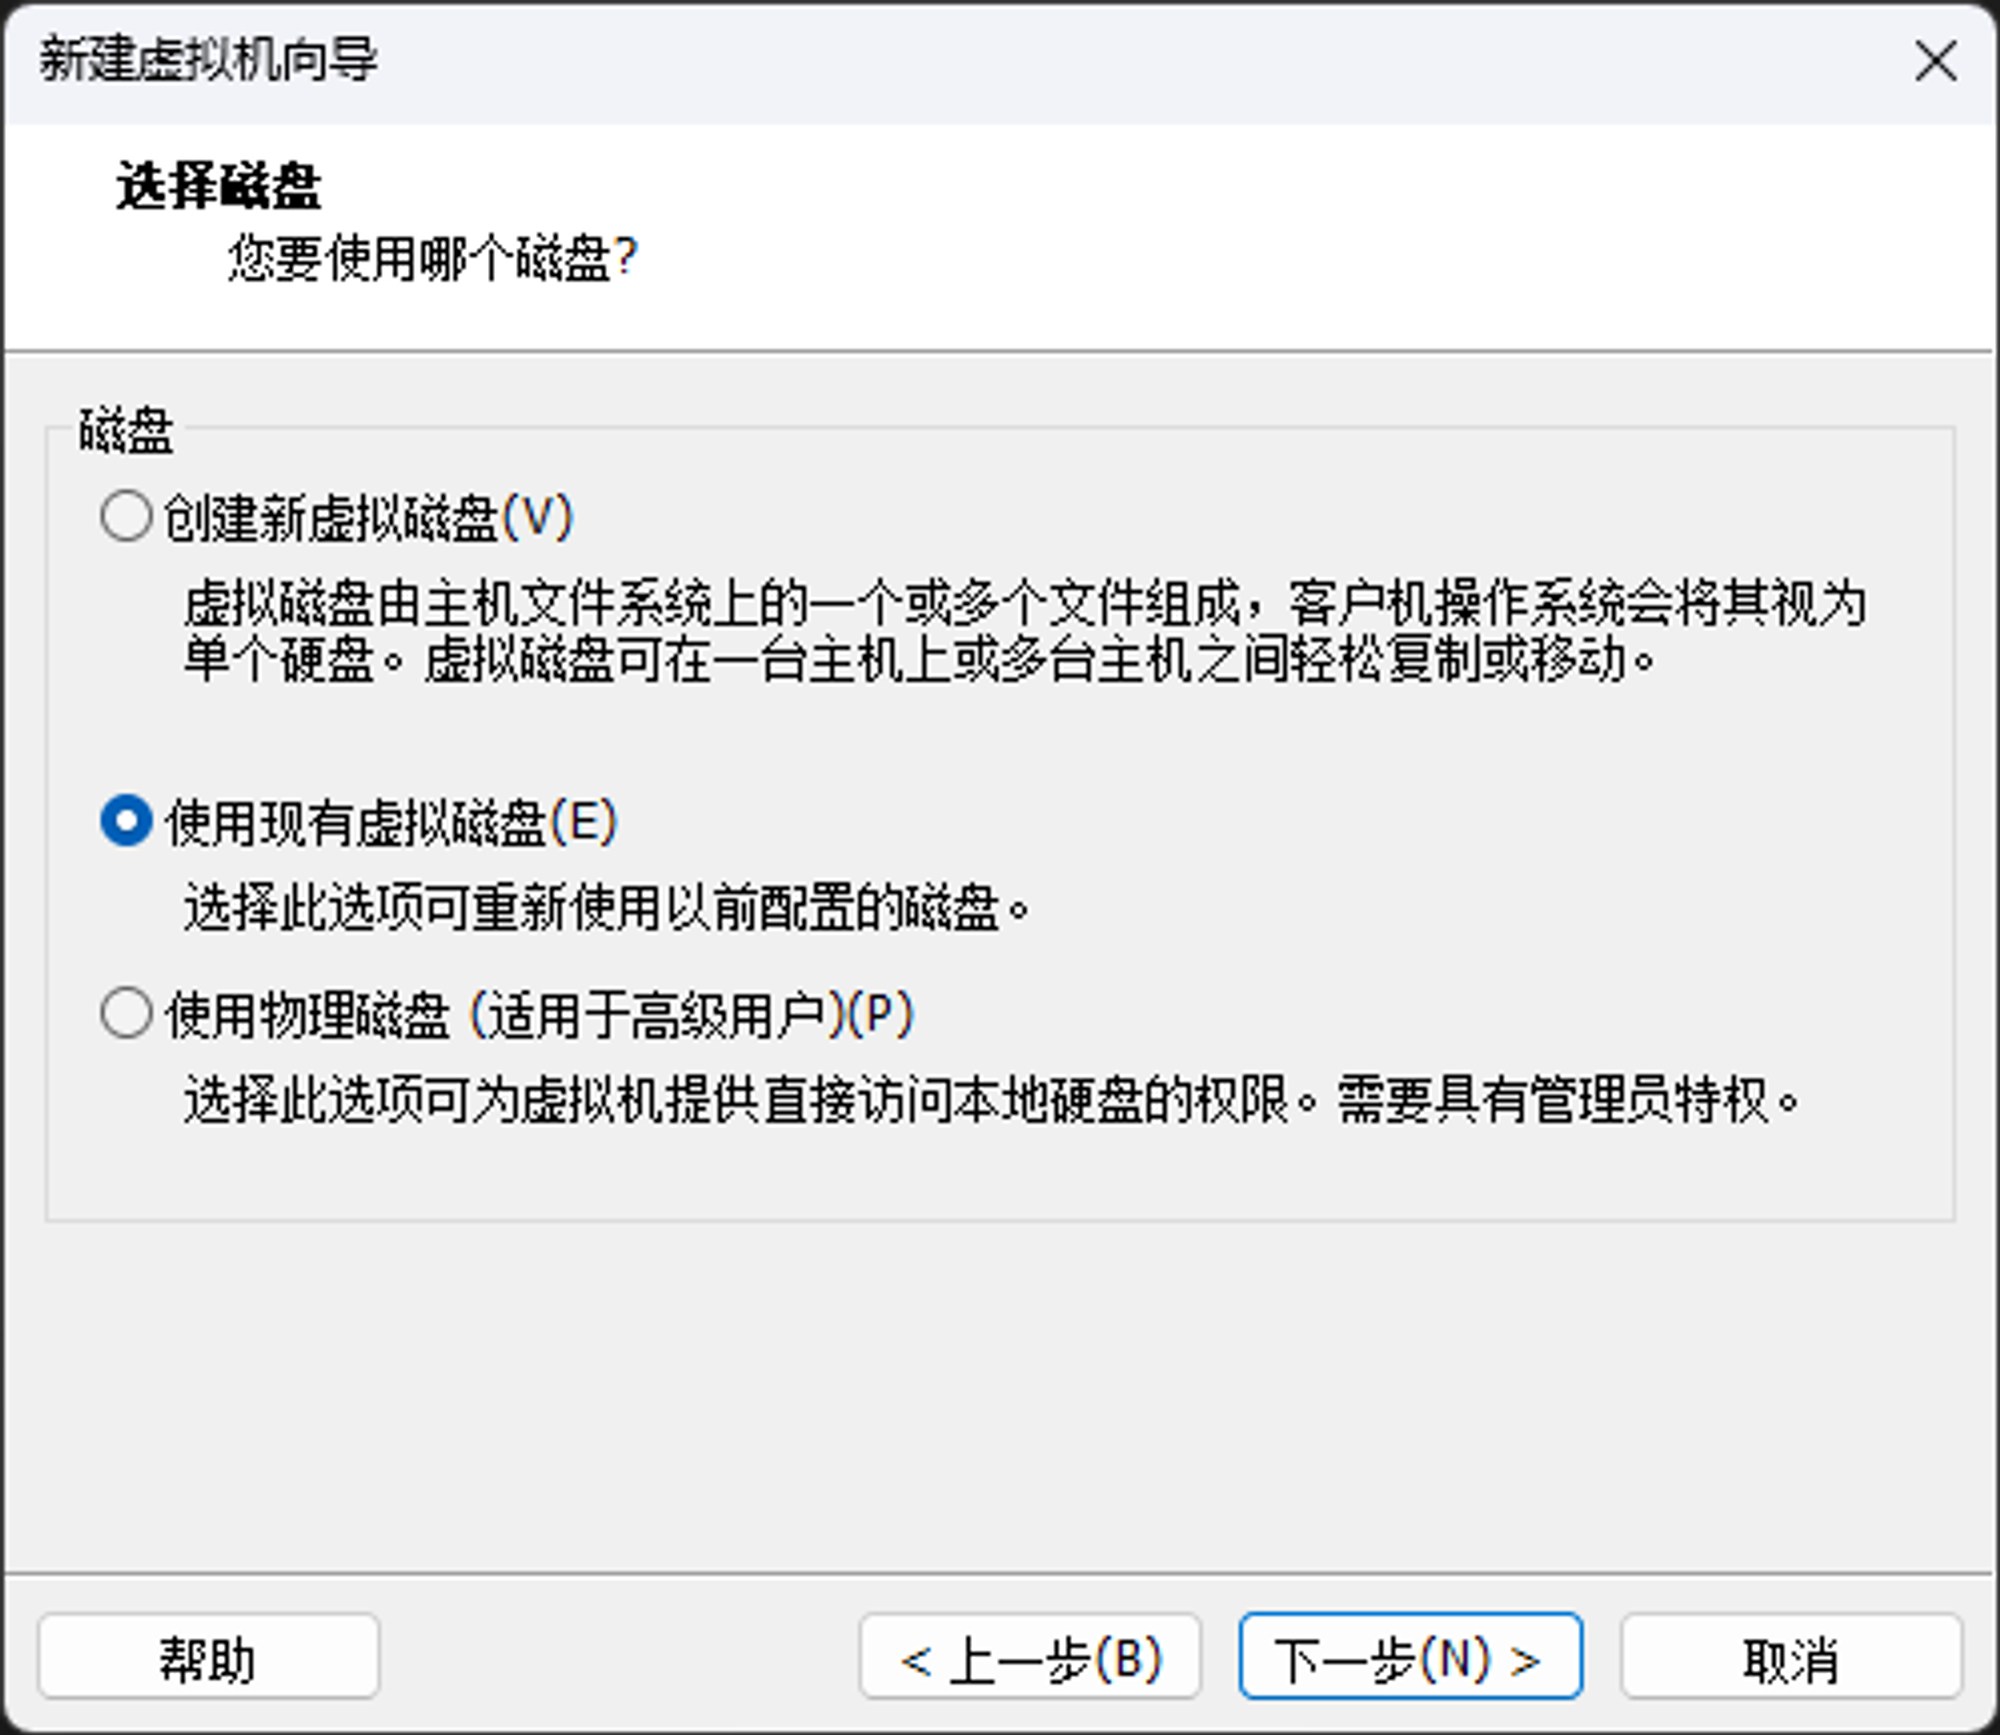 新建虚拟机向导
选择磁盘
您要使用哪个磁盘?
磁盘
创建新虚拟磁盘(V)
虚拟磁盘由主机文件系统上的一个或多个文件组成，客户机操作系统会将其视为
单个硬盘。虚拟磁盘可在一台主机上或多台主机之间轻松复制或移动。
使用现有虚拟磁盘(E)
选择此选项可重新使用以前配置的磁盘。
使用物理磁盘 (适用于高级用户)(P)
选择此选项可为虚拟机提供直接访问本地硬盘的权限。需要具有管理员特权。
帮助
< 上一步(B)
下一步(N) >
取消